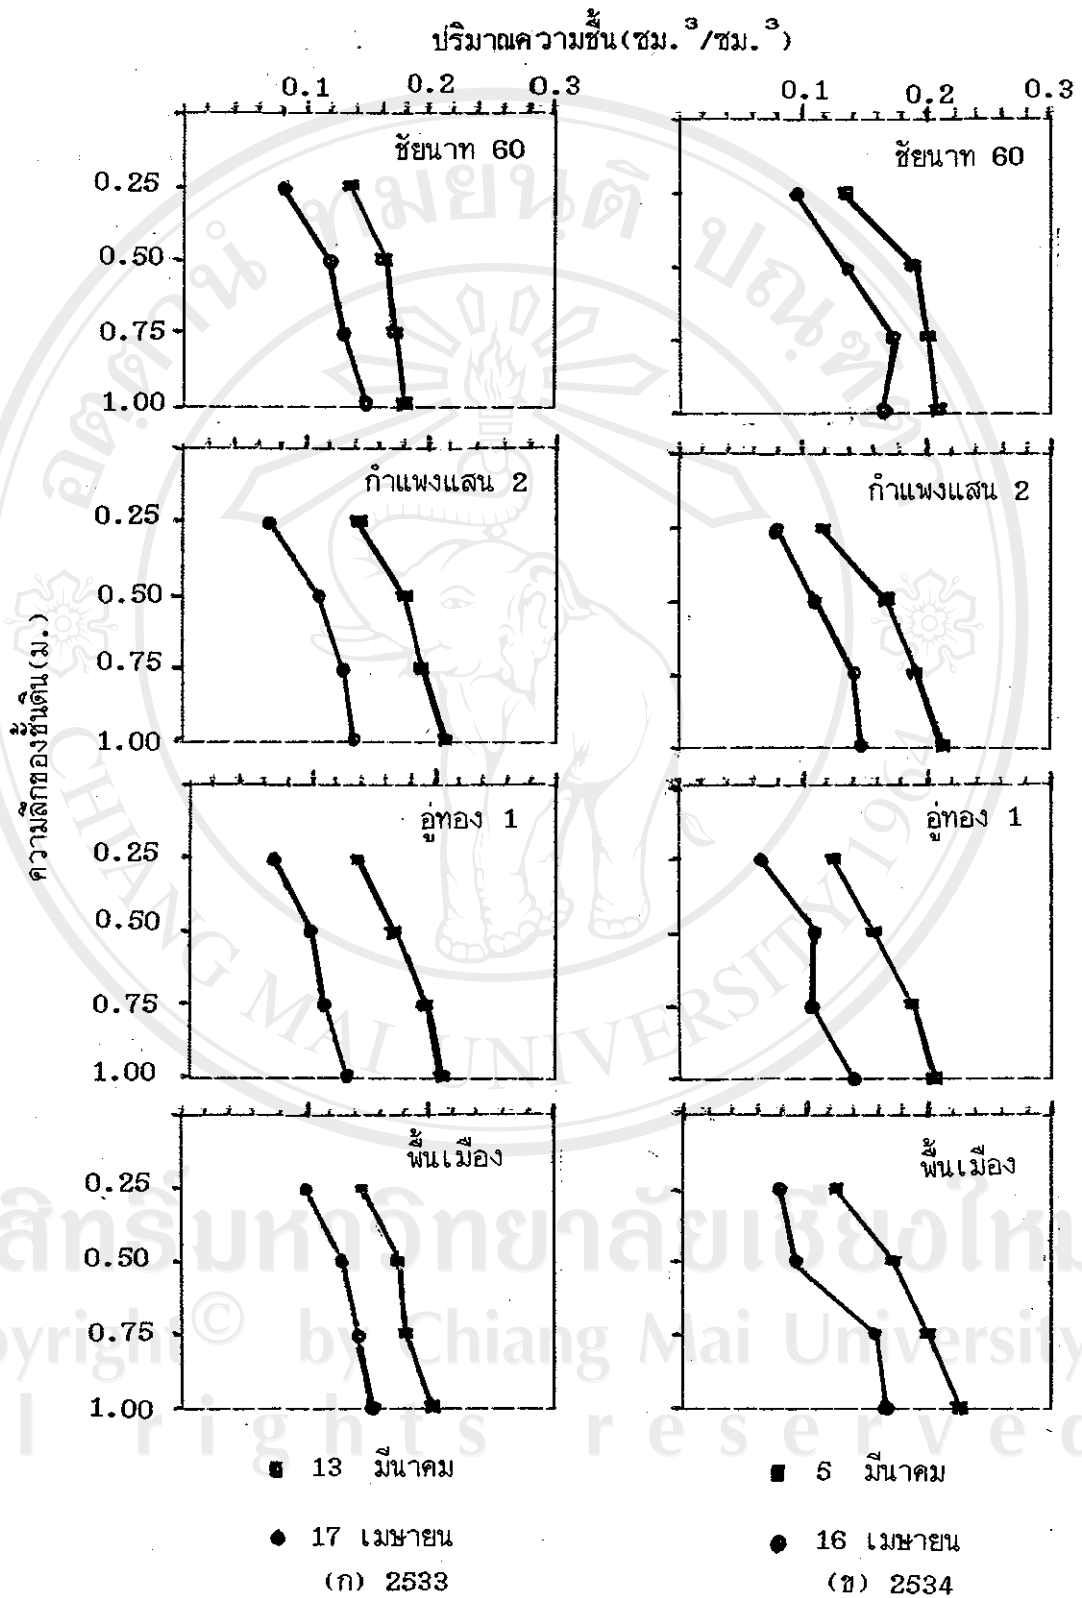 ปริมาณความชื้น(ซม.³/ซม.³)
0.1 0.2 0.3 0.1 0.2 0.3
ชัยนาท 60 ชัยนาท 60
0.25
0.50
0.75
1.00
กำแพงแสน 2 กำแพงแสน 2
0.25
0.50
0.75
1.00
ความลึกของชั้นดิน(ม.)
อู่ทอง 1 อู่ทอง 1
0.25
0.50
0.75
1.00
พื้นเมือง พื้นเมือง
0.25
0.50
0.75
1.00
13 มีนาคม 5 มีนาคม
17 เมษายน 16 เมษายน
(ก) 2533 (ข) 2534
CHIANG MAI UNIVERSITY 1964
สิทธิ์มหาวิทยาลัยเชียงใหม
pyright © by Chiang Mai University
l rights reserved